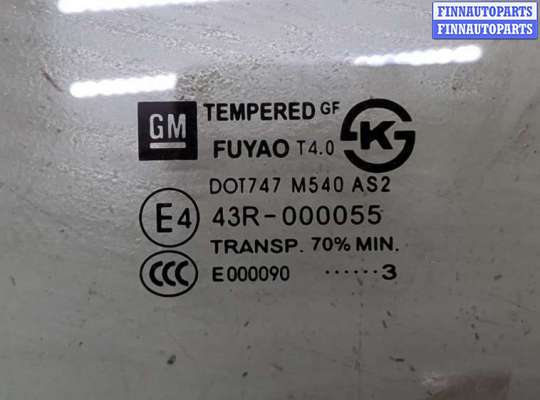 FINNAUTOPARTS
FINNAUTOPARTS
GM TEMPERED GF
FUYAO T4.0 K
DOT747 M540 AS2
E4 43R-000055
TRANSP. 70% MIN.
CCC E000090 ······3